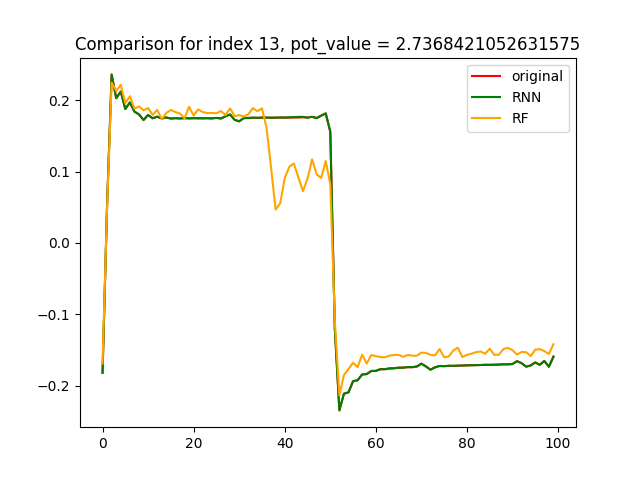 Comparison for index 13, pot_value = 2.7368421052631575
original
RNN
RF
0.2
0.1
0.0
−0.1
−0.2
0 20 40 60 80 100